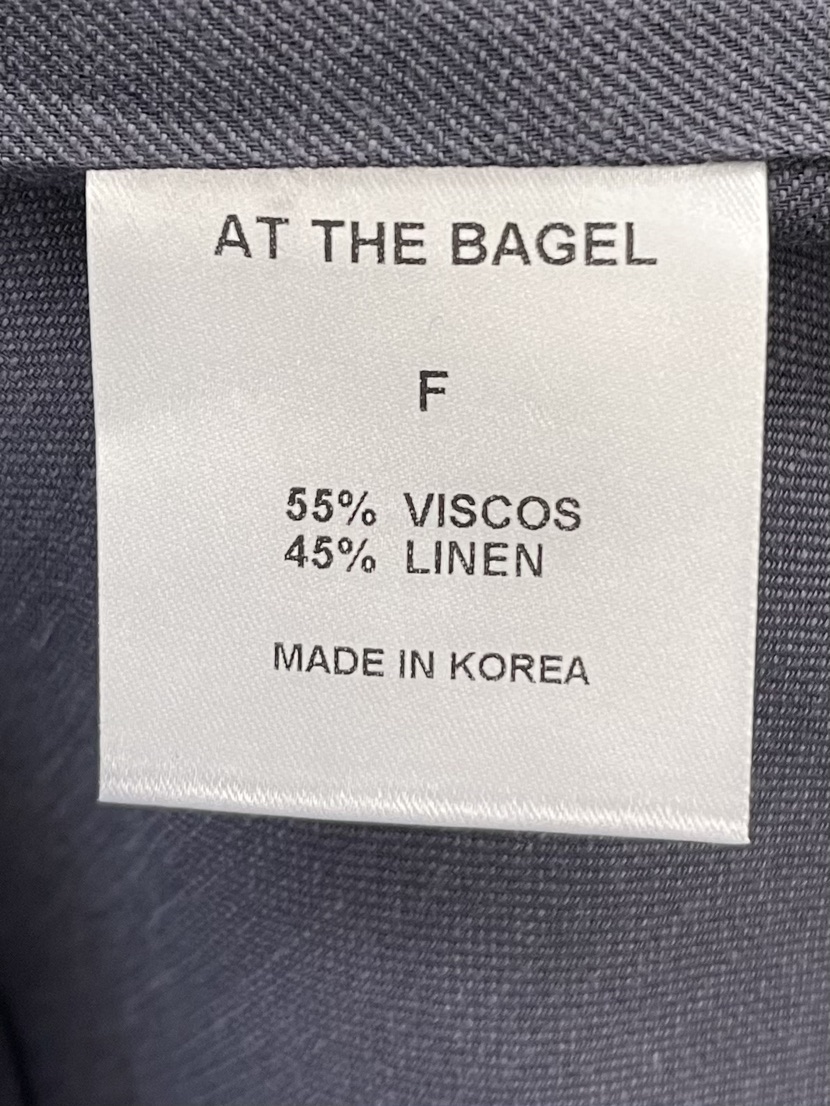 AT THE BAGEL
F
55% VISCOS
45% LINEN
MADE IN KOREA